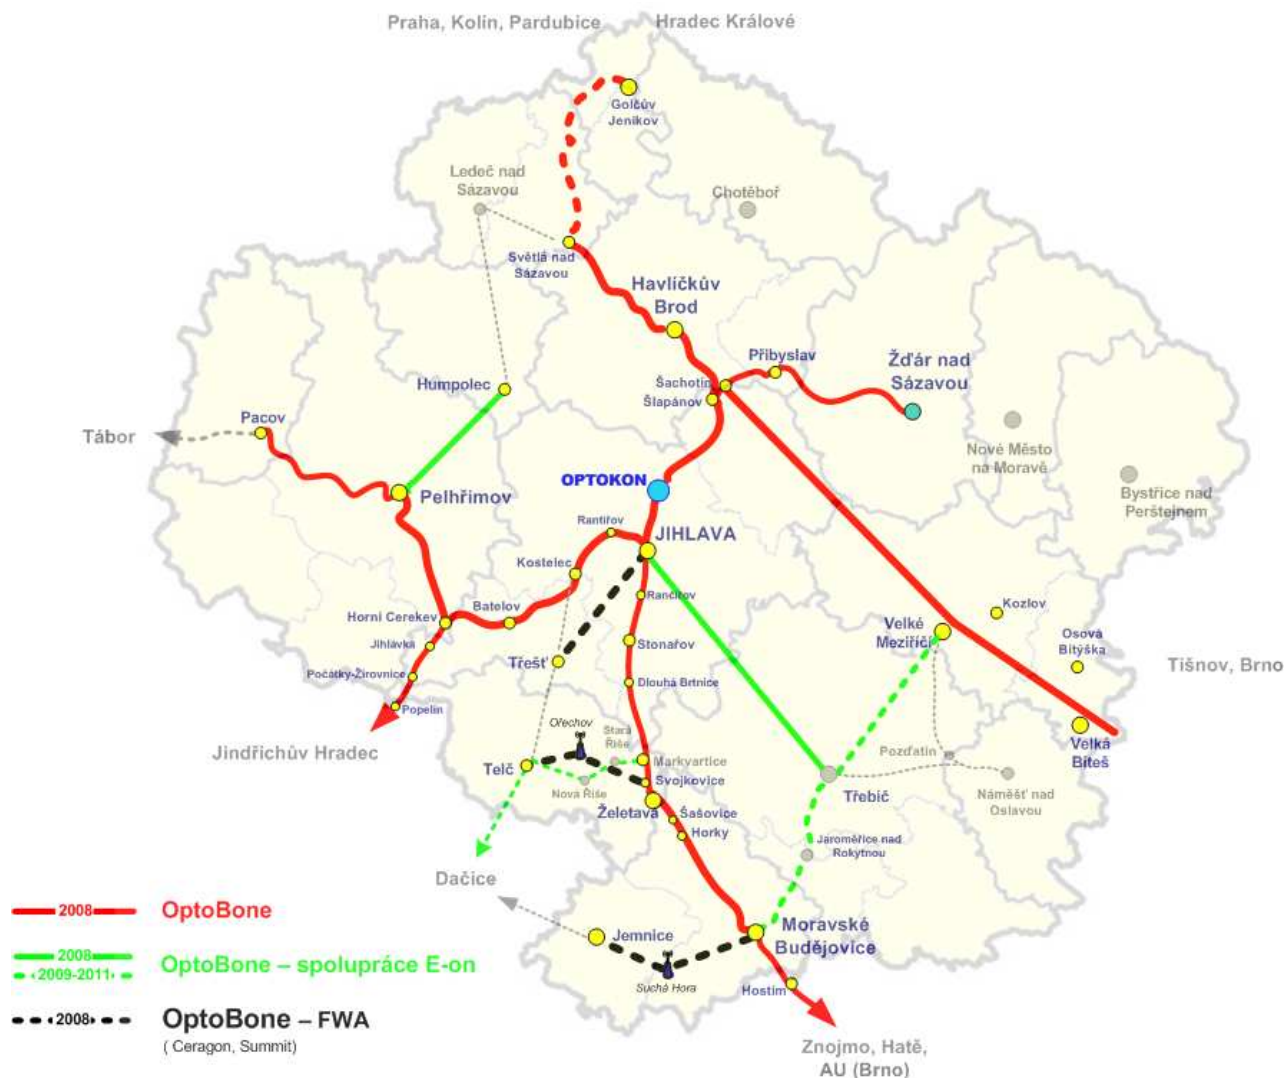 Praha, Kolín, Pardubice
Hradec Králové
Golčův
Jeníkov
Ledeč nad
Sázavou
Chotěboř
Světlá nad
Sázavou
Havlíčkův
Brod
Přibyslav
Žďár nad
Sázavou
Šachotín
Šlapánov
Humpolec
Pacov
Tábor
Nové Město
na Moravě
Bystřice nad
Perštejnem
OPTOKON
Pelhřimov
Rantířov
JIHLAVA
Kostelec
Rančířov
Horní Cerekev
Batelov
Kozlov
Velké
Meziříčí
Osová
Bítýška
Jihlávka
Stonařov
Třešť
Tišnov, Brno
Počátky-Žirovnice
Dlouhá Brtnice
Popelín
Ořechov
Stará
Říše
Jindřichův Hradec
Telč
Markvartice
Pozďatín
Velká
Bíteš
Svojkovice
Nová Říše
Třebíč
Náměšť nad
Oslavou
Želetava
Šašovice
Horky
Jaroměřice nad
Rokytnou
Dačice
2008
OptoBone
Jemnice
Moravské
Budějovice
2008
2009-2011
OptoBone – spolupráce E-on
Suchá Hora
Hostim
2008
OptoBone – FWA
( Ceragon, Summit)
Znojmo, Hatě,
AU (Brno)